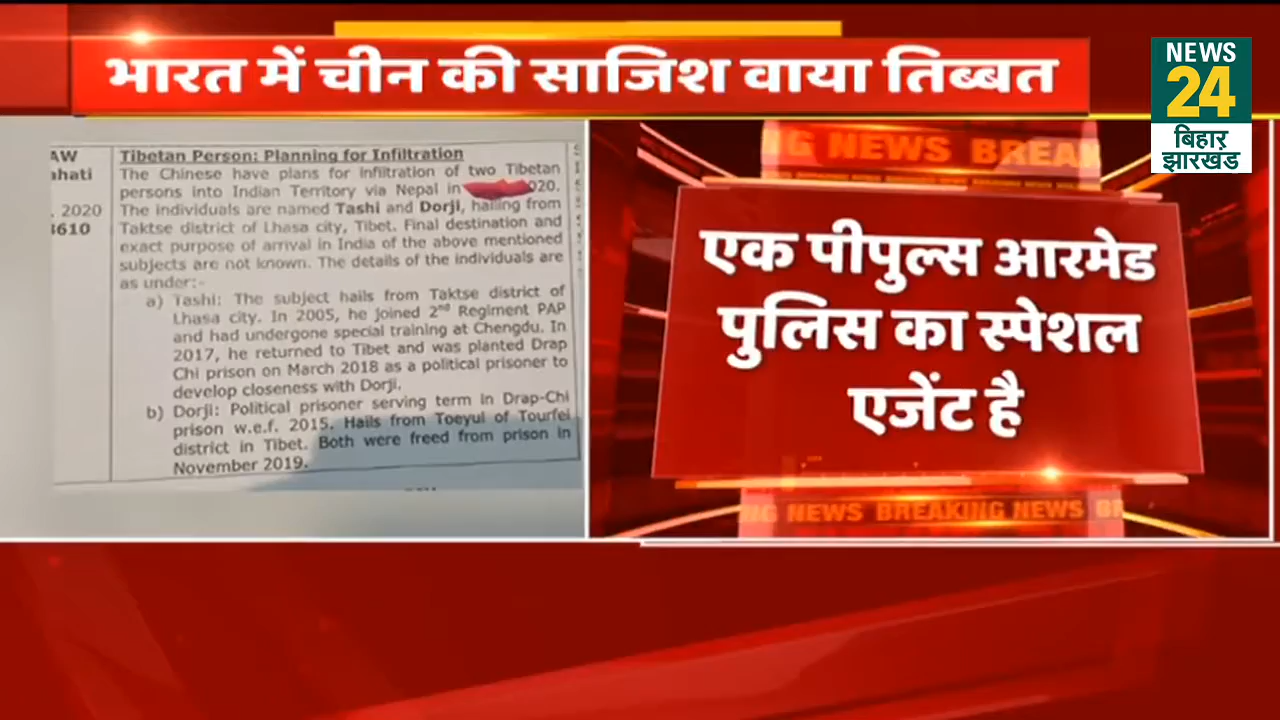 भारत में चीन की साजिश वाया तिब्बत
NEWS
24
बिहार
झारखंड
AW
ahati
. 2020
3610
Tibetan Person: Planning for Infiltration
The Chinese have plans for infiltration of two Tibetan
persons into Indian Territory via Nepal in 020.
The individuals are named Tashi and Dorji, hailing from
Taktse district of Lhasa city, Tibet. Final destination and
exact purpose of arrival in India of the above mentioned
subjects are not known. The details of the individuals are
as under:-
a) Tashi: The subject hails from Taktse district of
Lhasa city. In 2005, he joined 2nd Regiment PAP
and had undergone special training at Chengdu. In
2017, he returned to Tibet and was planted Drap
Chi prison on March 2018 as a political prisoner to
develop closeness with Dorji.
b) Dorji: Political prisoner serving term in Drap-Chi
prison w.e.f. 2015. Hails from Toeyul of Tourfei
district in Tibet. Both were freed from prison in
November 2019.
NG NEWS BREAK
एक पीपुल्स आरमेड
पुलिस का स्पेशल
एजेंट है
NG NEWS BREAKING NEWS BR